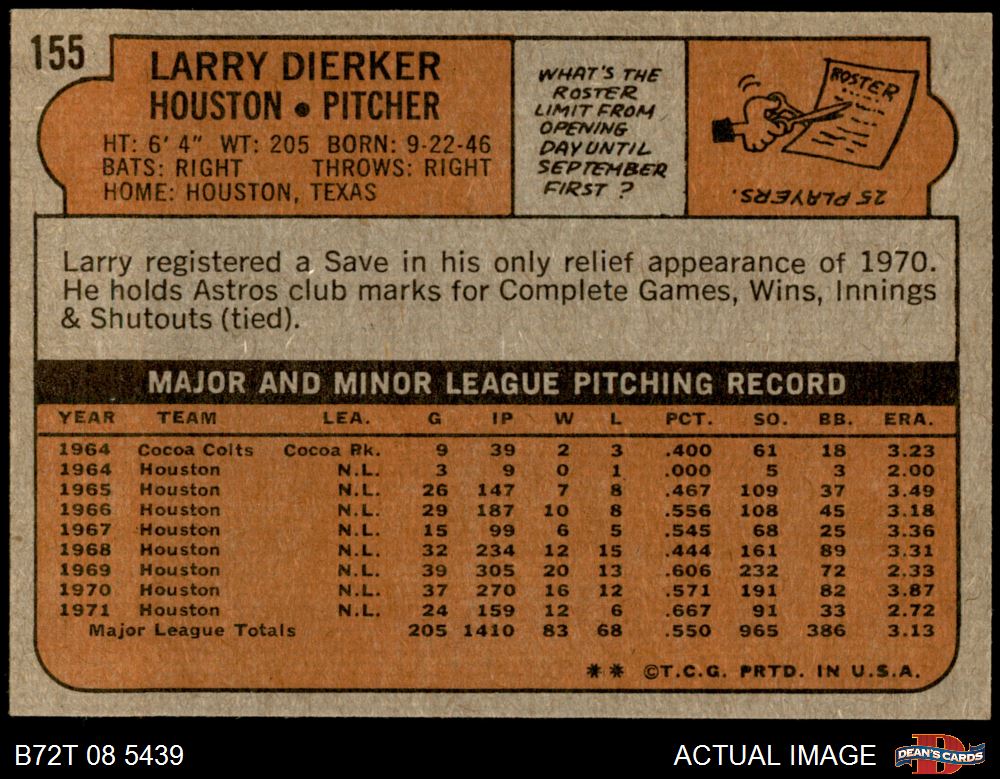 155
LARRY DIERKER
HOUSTON • PITCHER
HT: 6' 4" WT: 205 BORN: 9-22-46
BATS: RIGHT THROWS: RIGHT
HOME: HOUSTON, TEXAS
WHAT'S THE
ROSTER
LIMIT FROM
OPENING
DAY UNTIL
SEPTEMBER
FIRST ?
ROSTER
25 PLAYERS.
Larry registered a Save in his only relief appearance of 1970.
He holds Astros club marks for Complete Games, Wins, Innings
& Shutouts (tied).
MAJOR AND MINOR LEAGUE PITCHING RECORD
YEAR TEAM LEA. G IP W L PCT. SO. BB. ERA.
1964 Cocoa Colts Cocoa Rk. 9 39 2 3 .400 61 18 3.23
1964 Houston N.L. 3 9 0 1 .000 5 3 2.00
1965 Houston N.L. 26 147 7 8 .467 109 37 3.49
1966 Houston N.L. 29 187 10 8 .556 108 45 3.18
1967 Houston N.L. 15 99 6 5 .545 68 25 3.36
1968 Houston N.L. 32 234 12 15 .444 161 89 3.31
1969 Houston N.L. 39 305 20 13 .606 232 72 2.33
1970 Houston N.L. 37 270 16 12 .571 191 82 3.87
1971 Houston N.L. 24 159 12 6 .667 91 33 2.72
Major League Totals 205 1410 83 68 .550 965 386 3.13
** ©T.C.G. PRTD. IN U.S.A.
B72T 08 5439
ACTUAL IMAGE
DEAN'S CARDS